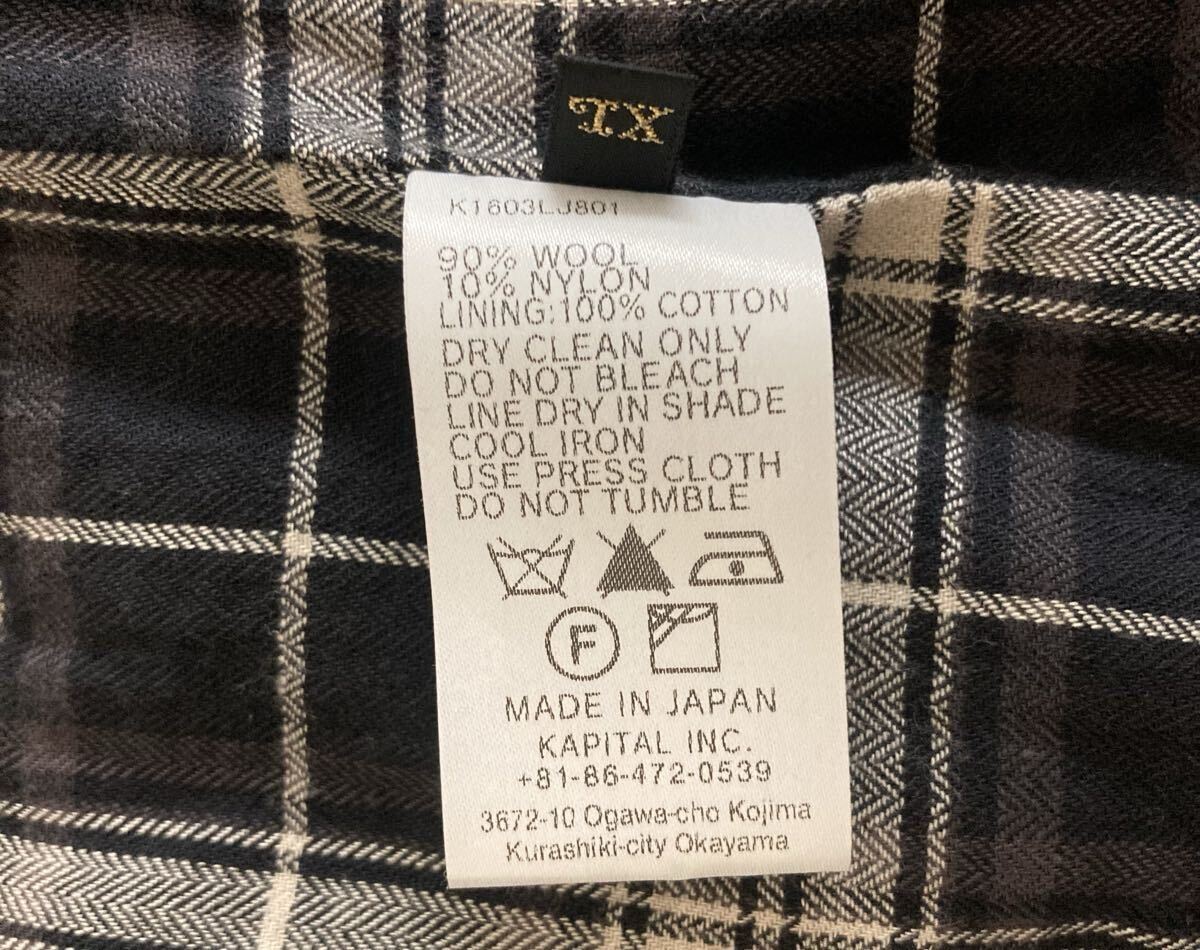 XL
K1603LJ801
90% WOOL
10% NYLON
LINING:100% COTTON
DRY CLEAN ONLY
DO NOT BLEACH
LINE DRY IN SHADE
COOL IRON
USE PRESS CLOTH
DO NOT TUMBLE
F
MADE IN JAPAN
KAPITAL INC.
+81-86-472-0539
3672-10 Ogawa-cho Kojima
Kurashiki-city Okayama